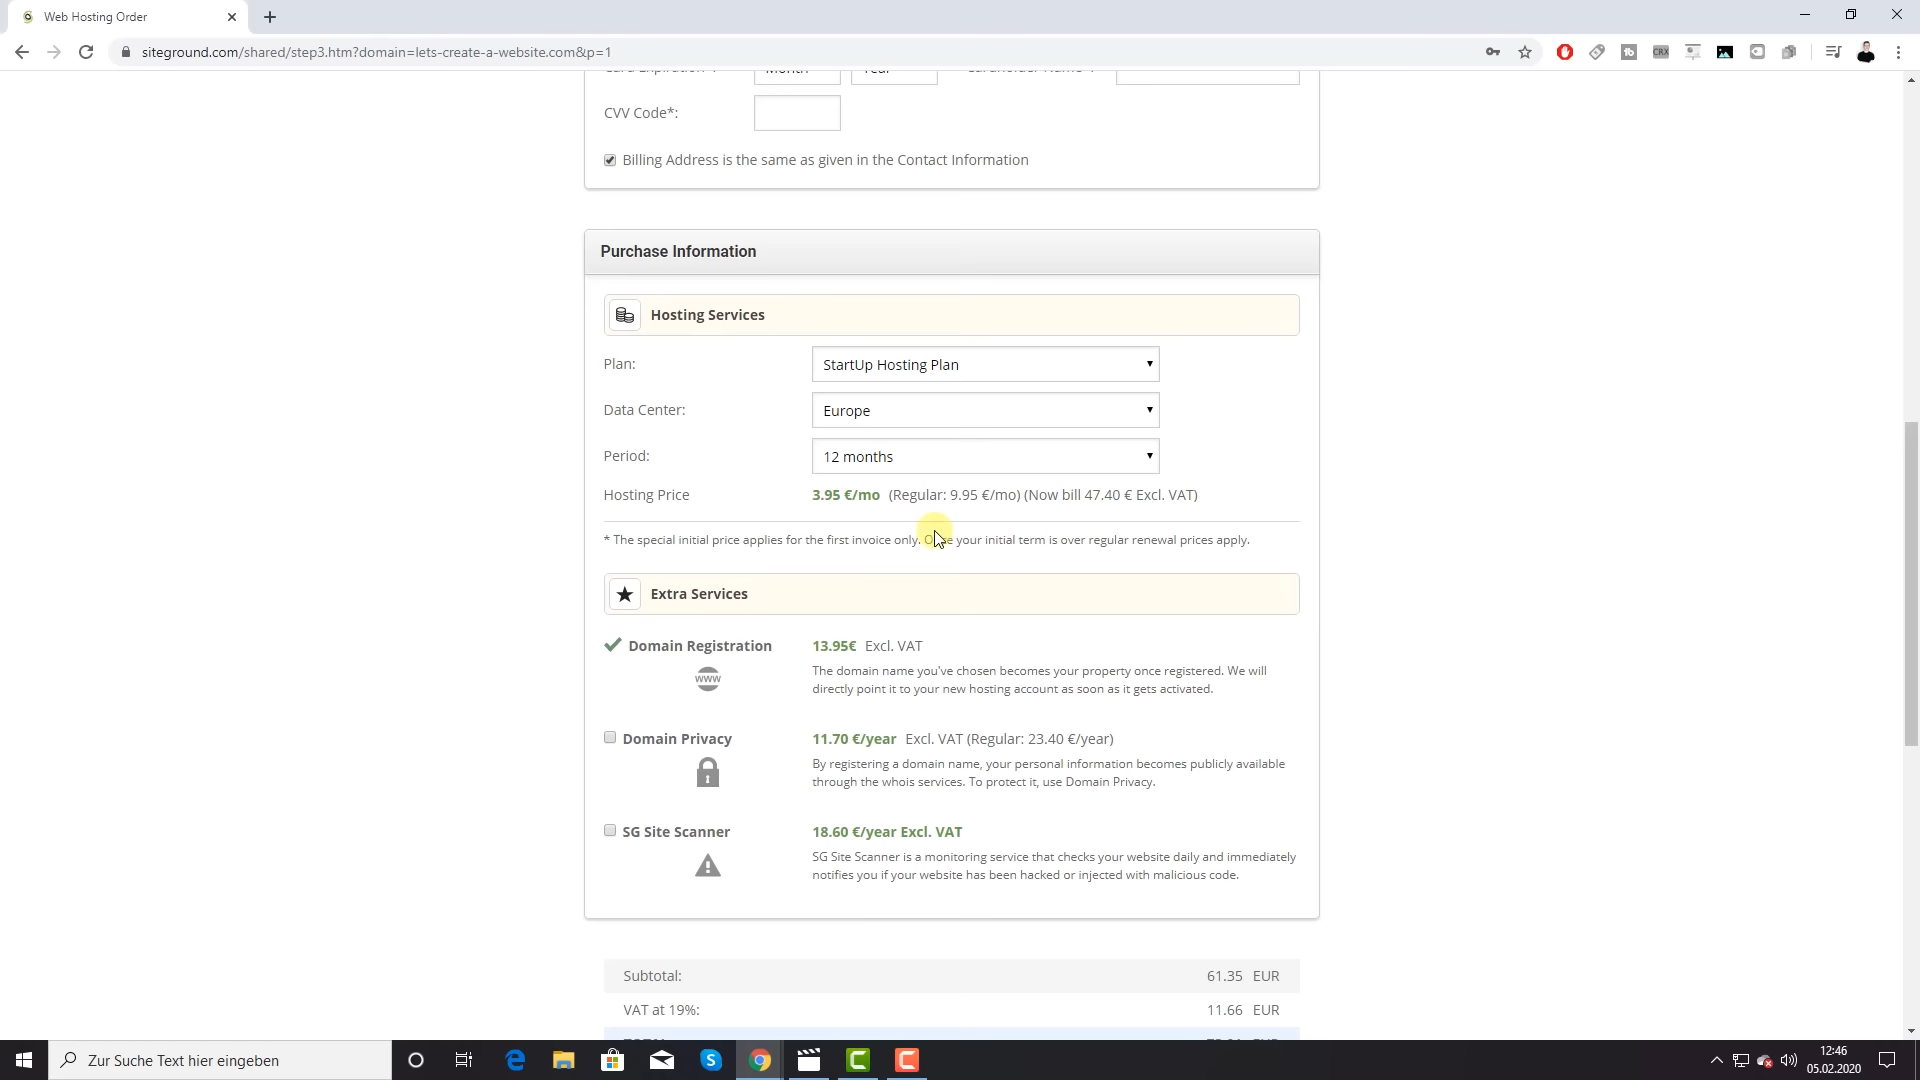 Web Hosting Order
siteground.com/shared/step3.htm?domain=lets-create-a-website.com&p=1
CVV Code*:
Billing Address is the same as given in the Contact Information
Purchase Information
Hosting Services
Plan: StartUp Hosting Plan
Data Center: Europe
Period: 12 months
Hosting Price 3.95 €/mo (Regular: 9.95 €/mo) (Now bill 47.40 € Excl. VAT)
* The special initial price applies for the first invoice only. your initial term is over regular renewal prices apply.
Extra Services
Domain Registration 13.95€ Excl. VAT
www
The domain name you've chosen becomes your property once registered. We will
directly point it to your new hosting account as soon as it gets activated.
Domain Privacy 11.70 €/year Excl. VAT (Regular: 23.40 €/year)
By registering a domain name, your personal information becomes publicly available
through the whois services. To protect it, use Domain Privacy.
SG Site Scanner 18.60 €/year Excl. VAT
SG Site Scanner is a monitoring service that checks your website daily and immediately
notifies you if your website has been hacked or injected with malicious code.
Subtotal: 61.35 EUR
VAT at 19%: 11.66 EUR
Zur Suche Text hier eingeben
12:46
05.02.2020